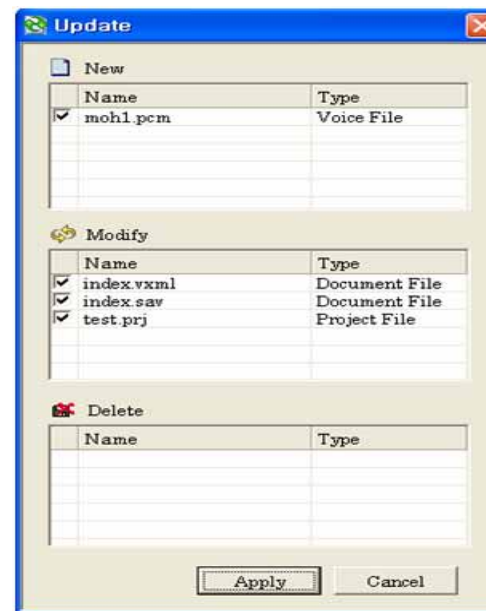 Update
New
Name Type
moh1.pcm Voice File
Modify
Name Type
index.vxml Document File
index.sav Document File
test.prj Project File
Delete
Name Type
Apply Cancel